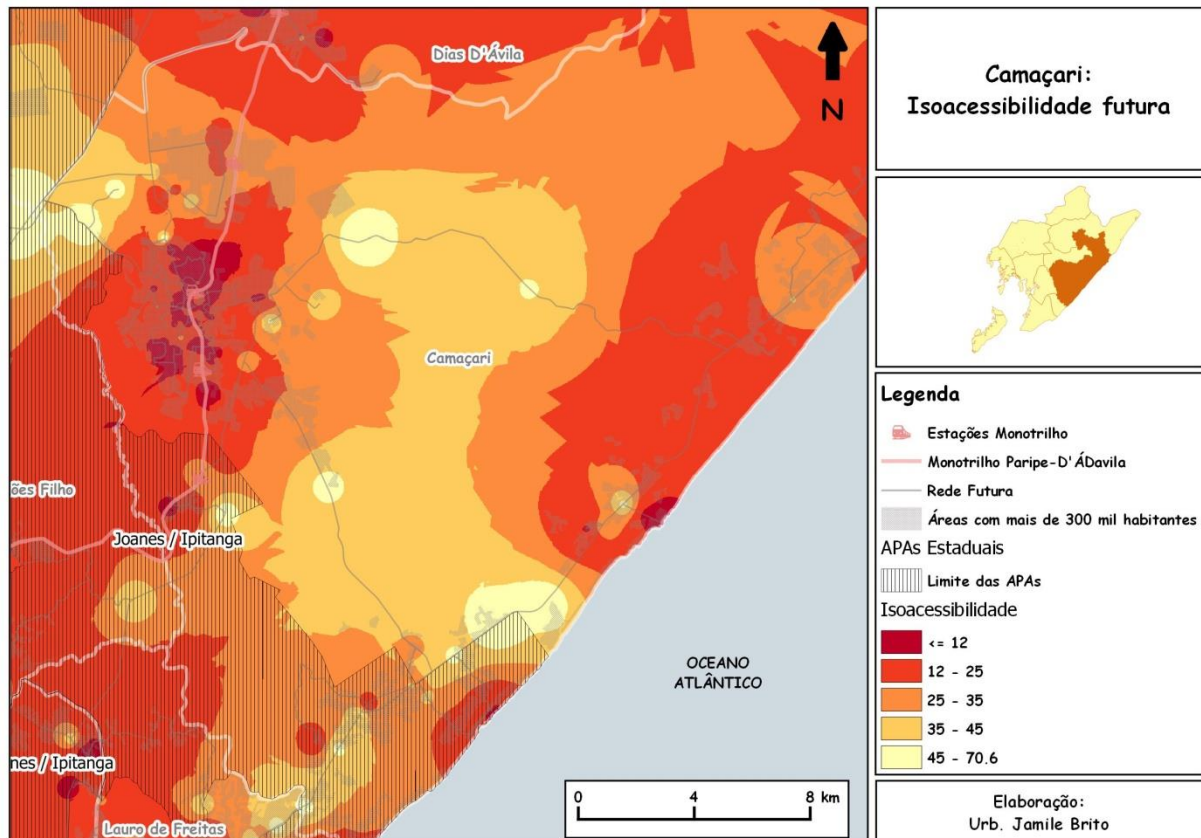 Dias D'Ávila
N
Camaçari
ões Filho
Joanes / Ipitanga
OCEANO
ATLÂNTICO
nes / Ipitanga
Lauro de Freitas
0 4 8 km
Camaçari:
Isoacessibilidade futura
Legenda
Estações Monotrilho
Monotrilho Paripe-D'ÁDavila
Rede Futura
Áreas com mais de 300 mil habitantes
APAs Estaduais
Limite das APAs
Isoacessibilidade
<= 12
12 - 25
25 - 35
35 - 45
45 - 70.6
Elaboração:
Urb. Jamile Brito